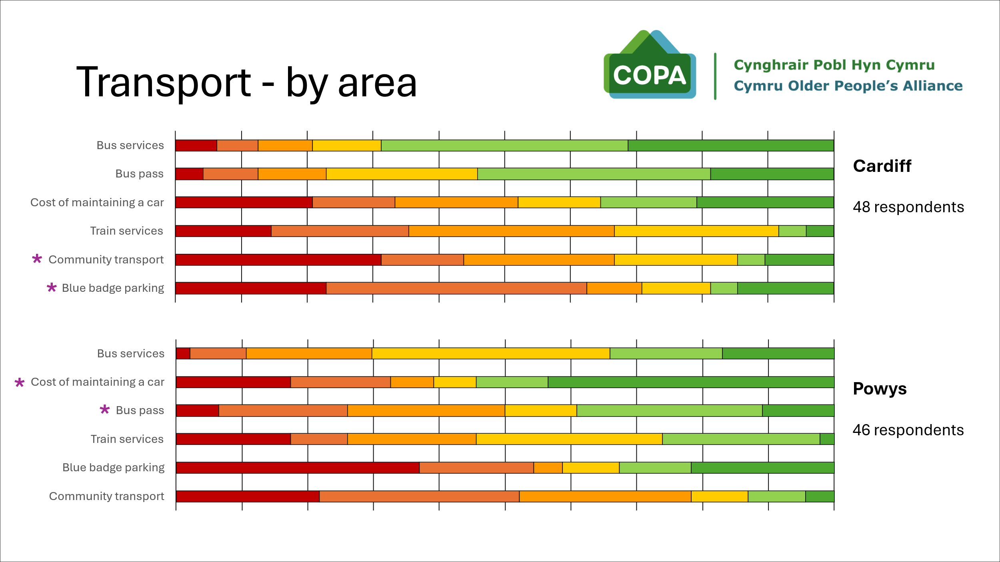 Transport - by area
COPA
Cynghrair Pobl Hyn Cymru
Cymru Older People's Alliance
Bus services
Bus pass
Cost of maintaining a car
Train services
* Community transport
* Blue badge parking
Cardiff
48 respondents
Bus services
* Cost of maintaining a car
* Bus pass
Train services
Blue badge parking
Community transport
Powys
46 respondents